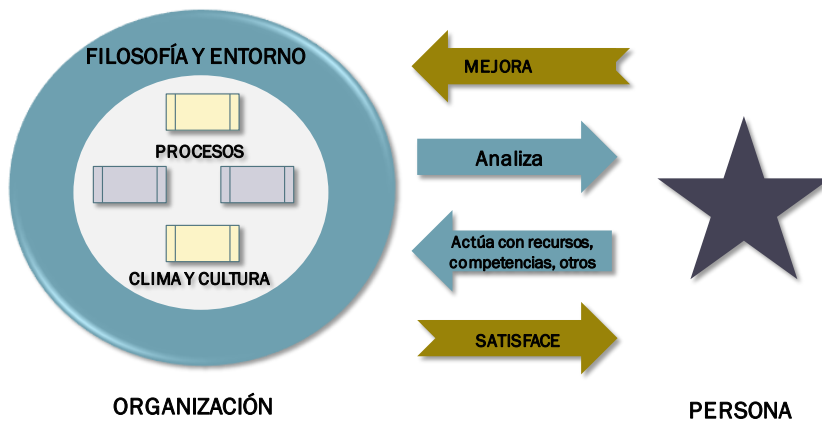 FILOSOFÍA Y ENTORNO
PROCESOS
CLIMA Y CULTURA
ORGANIZACIÓN
MEJORA
Analiza
Actúa con recursos,
competencias, otros
SATISFACE
PERSONA